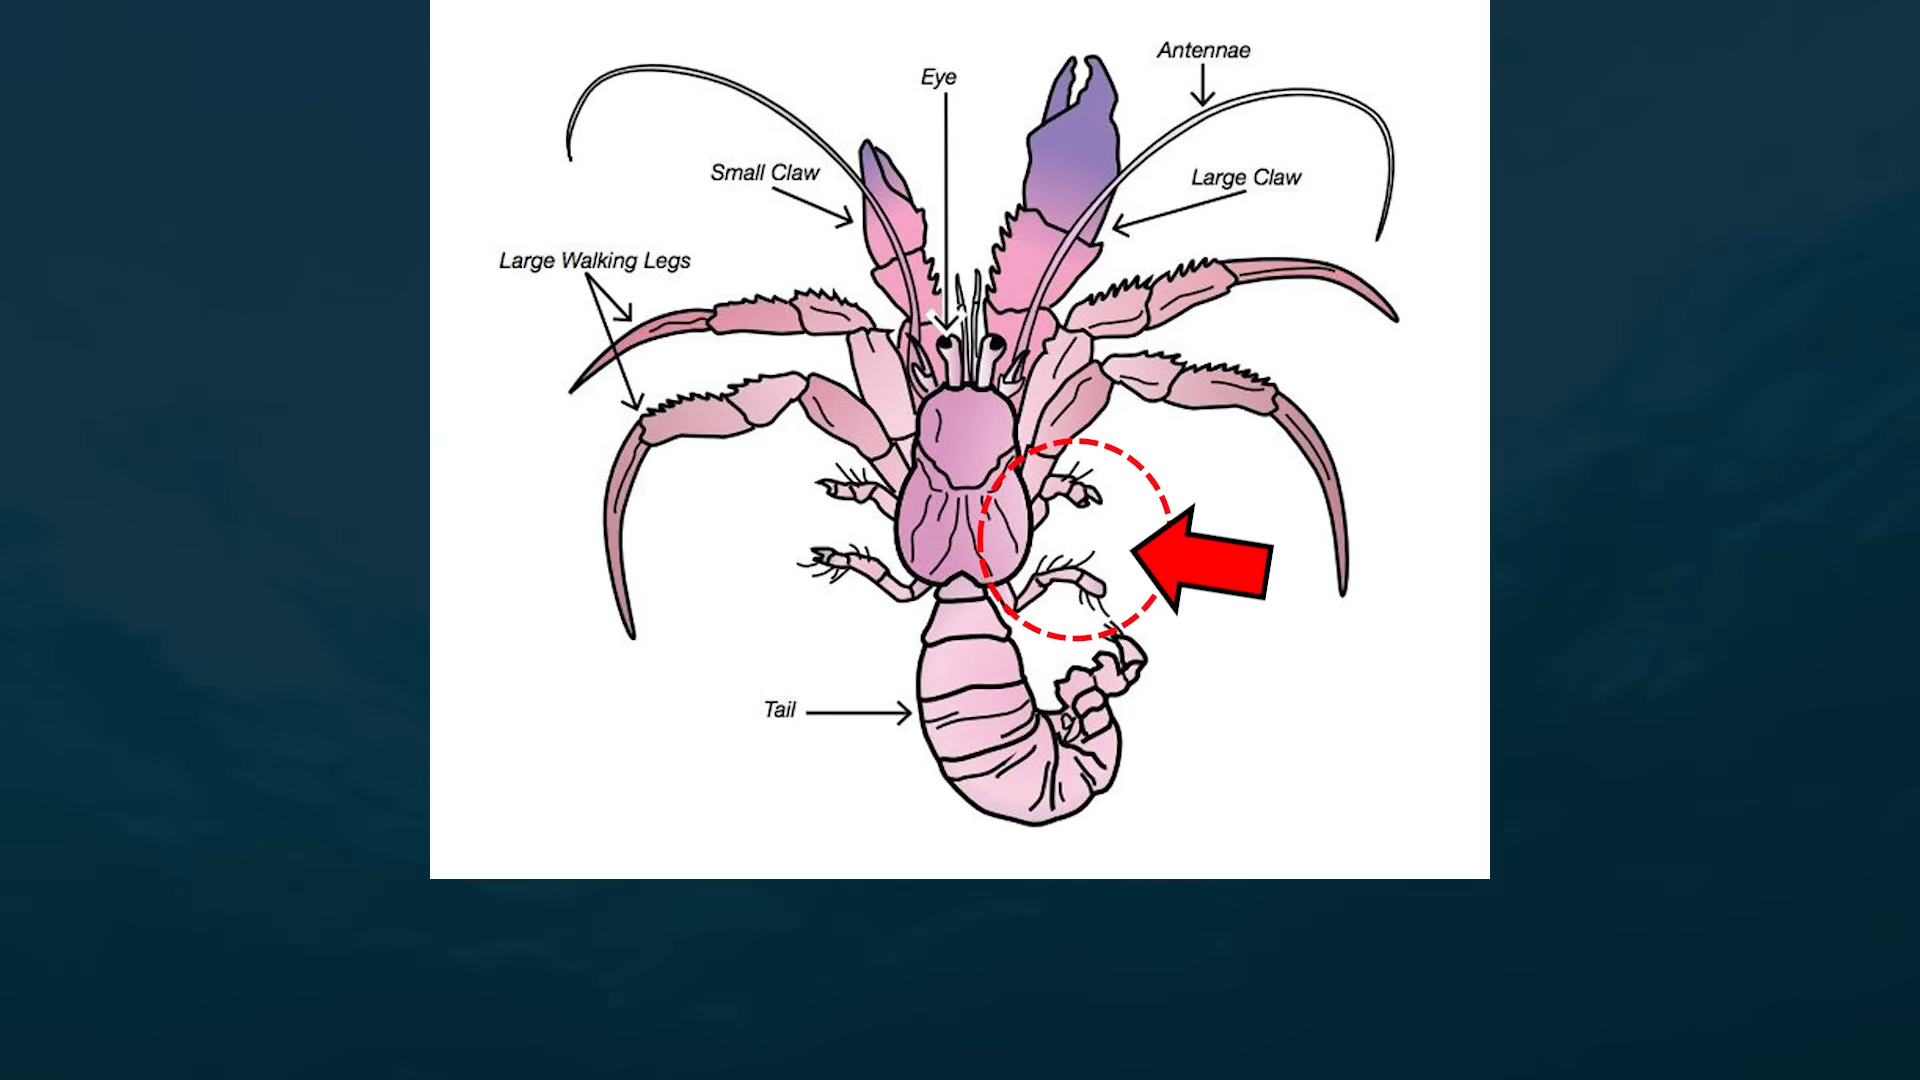 Antennae
Eye
Small Claw
Large Claw
Large Walking Legs
Tail